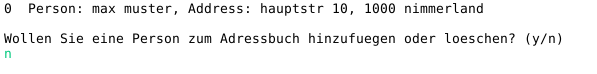 0  Person: max muster, Address: hauptstr 10, 1000 nimmerland
Wollen Sie eine Person zum Adressbuch hinzufuegen oder loeschen? (y/n)
n